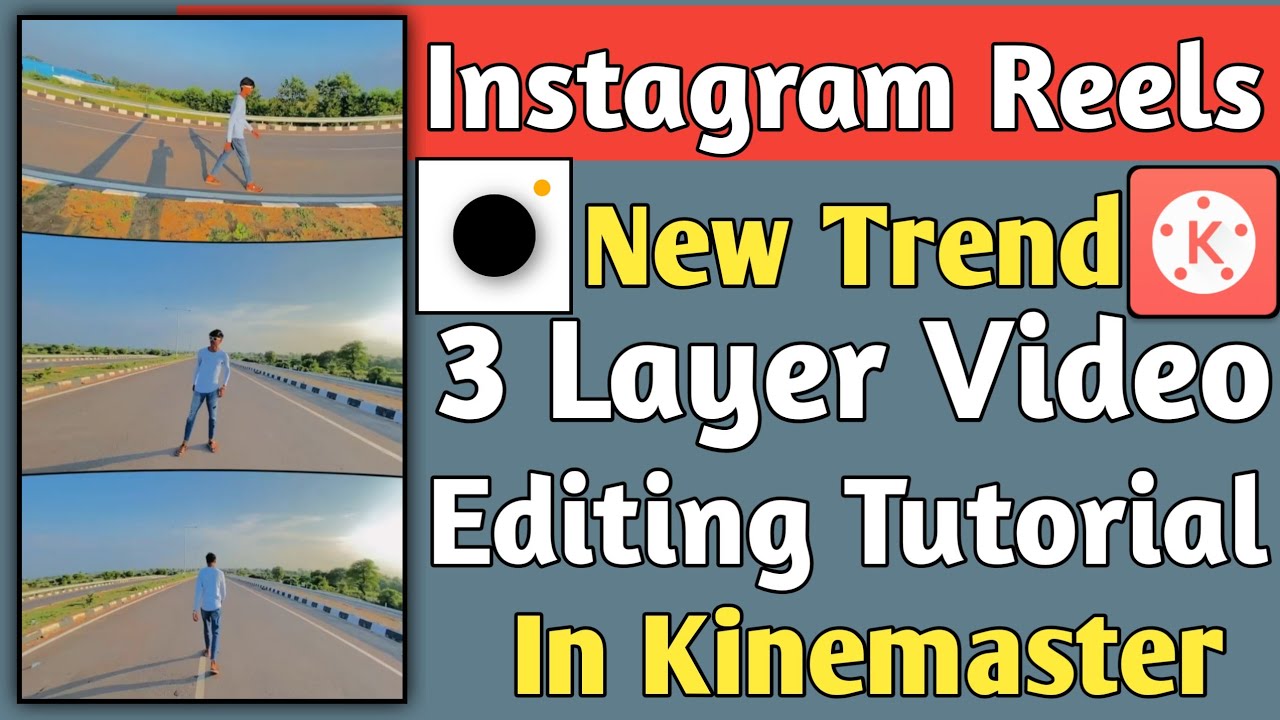 Instagram Reels
New Trend
K
3 Layer Video
Editing Tutorial
In Kinemaster